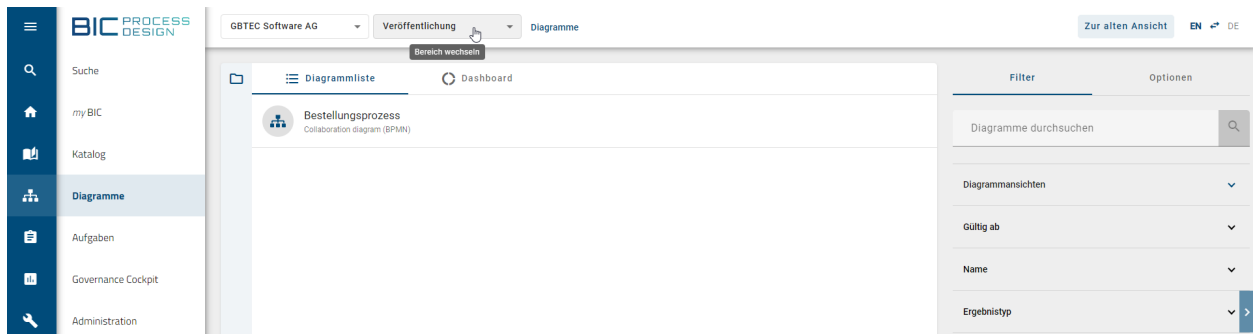 BIC PROCESS DESIGN
GBTEC Software AG
Veröffentlichung
Diagramme
Zur alten Ansicht
EN
DE
Bereich wechseln
Suche
myBIC
Katalog
Diagramme
Aufgaben
Governance Cockpit
Administration
Diagrammliste
Dashboard
Bestellungsprozess
Collaboration diagram (BPMN)
Filter
Optionen
Diagramme durchsuchen
Diagrammansichten
Gültig ab
Name
Ergebnistyp